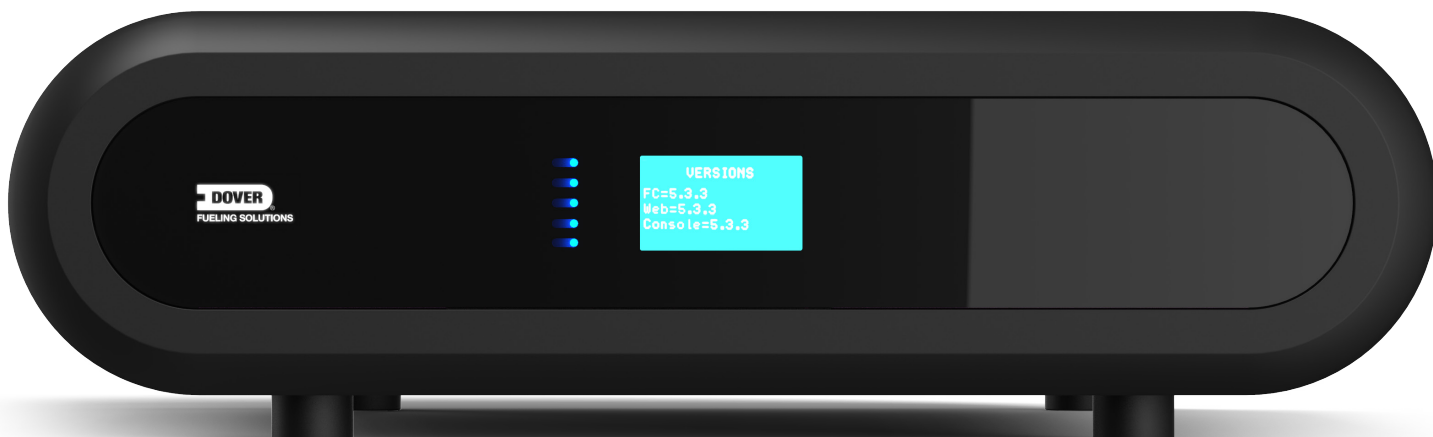 DOVER
FUELING SOLUTIONS
VERSIONS
FC=5.3.3
Web=5.3.3
Console=5.3.3